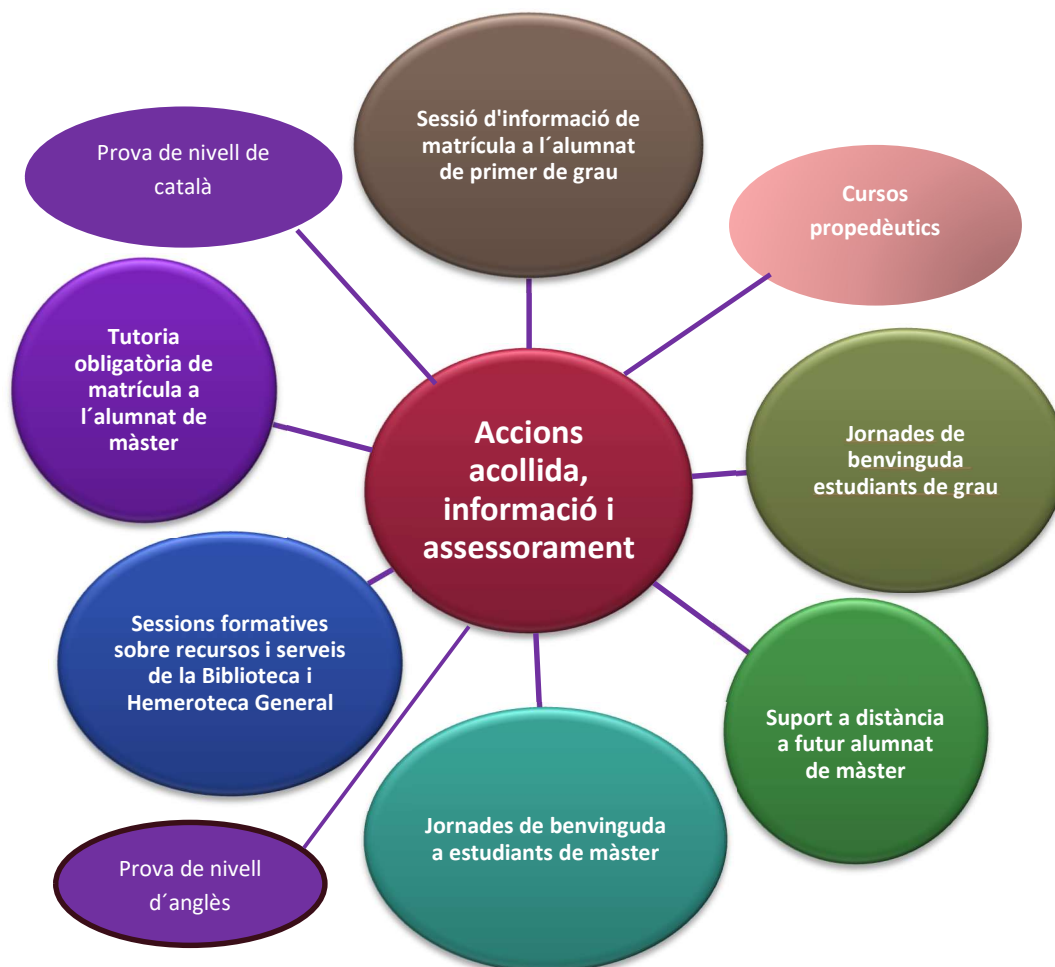 Sessió d'informació de
matrícula a l´alumnat
de primer de grau
Prova de nivell de
català
Cursos
propedèutics
Tutoria
obligatòria de
matrícula a
l´alumnat de
màster
Accions
acollida,
informació i
assessorament
Jornades de
benvinguda
estudiants de grau
Sessions formatives
sobre recursos i serveis
de la Biblioteca i
Hemeroteca General
Suport a distància
a futur alumnat
de màster
Jornades de benvinguda
a estudiants de màster
Prova de nivell
d´anglès